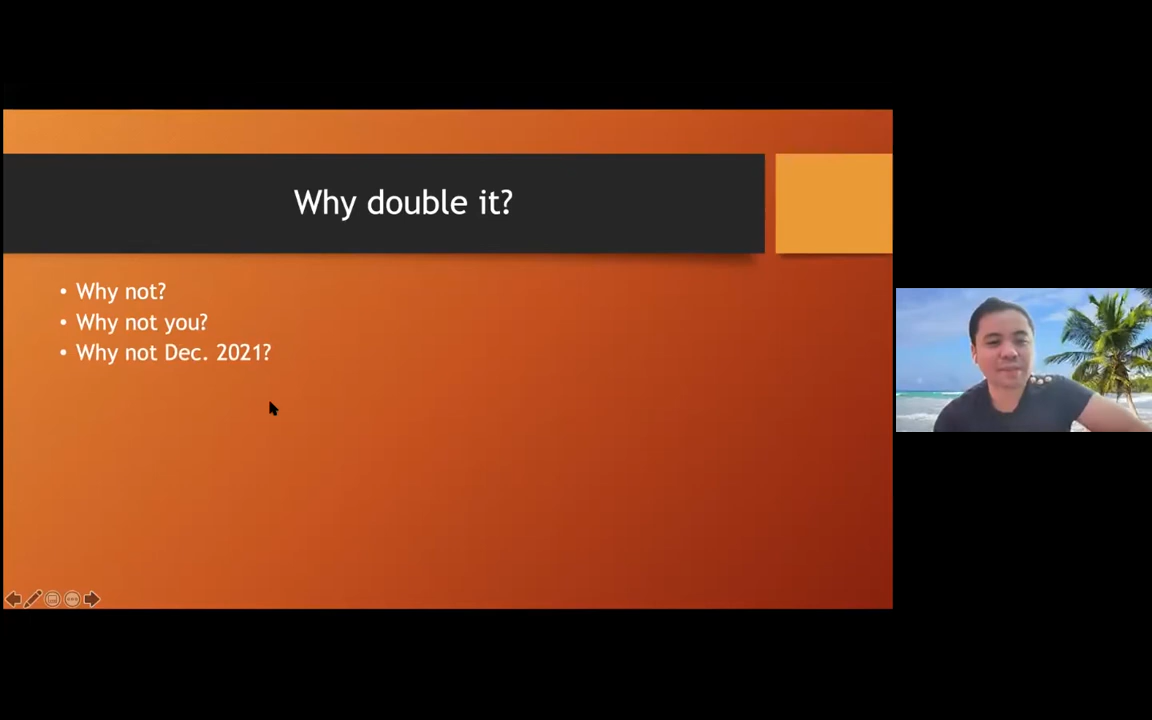 Why double it?
• Why not?
• Why not you?
• Why not Dec. 2021?